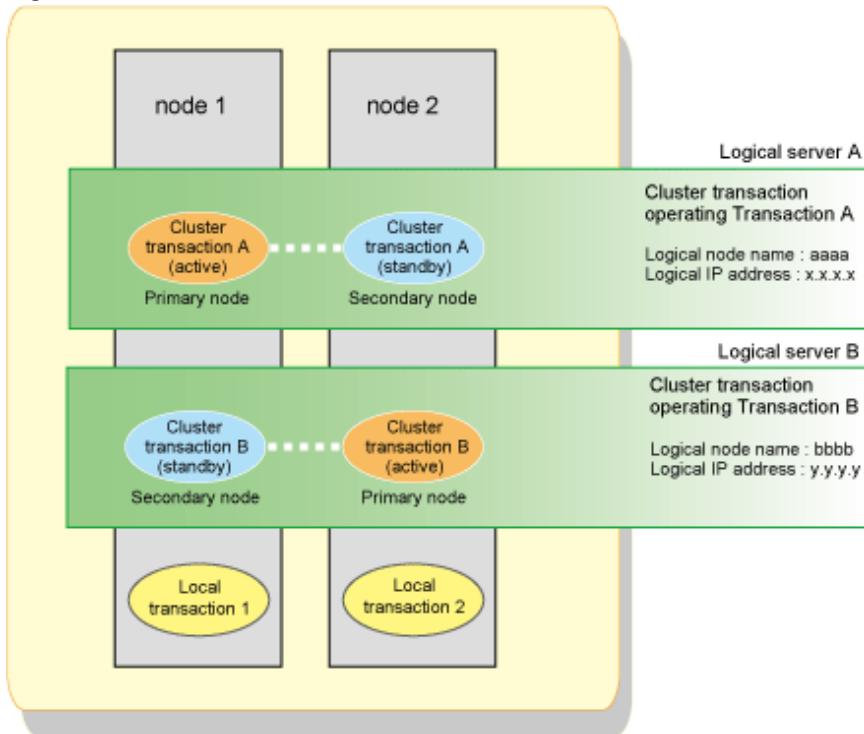 node 1
node 2
Logical server A
Cluster transaction
operating Transaction A
Logical node name : aaaa
Logical IP address : x.x.x.x
Cluster
transaction A
(active)
Primary node
Cluster
transaction A
(standby)
Secondary node
Logical server B
Cluster transaction
operating Transaction B
Logical node name : bbbb
Logical IP address : y.y.y.y
Cluster
transaction B
(standby)
Secondary node
Cluster
transaction B
(active)
Primary node
Local
transaction 1
Local
transaction 2